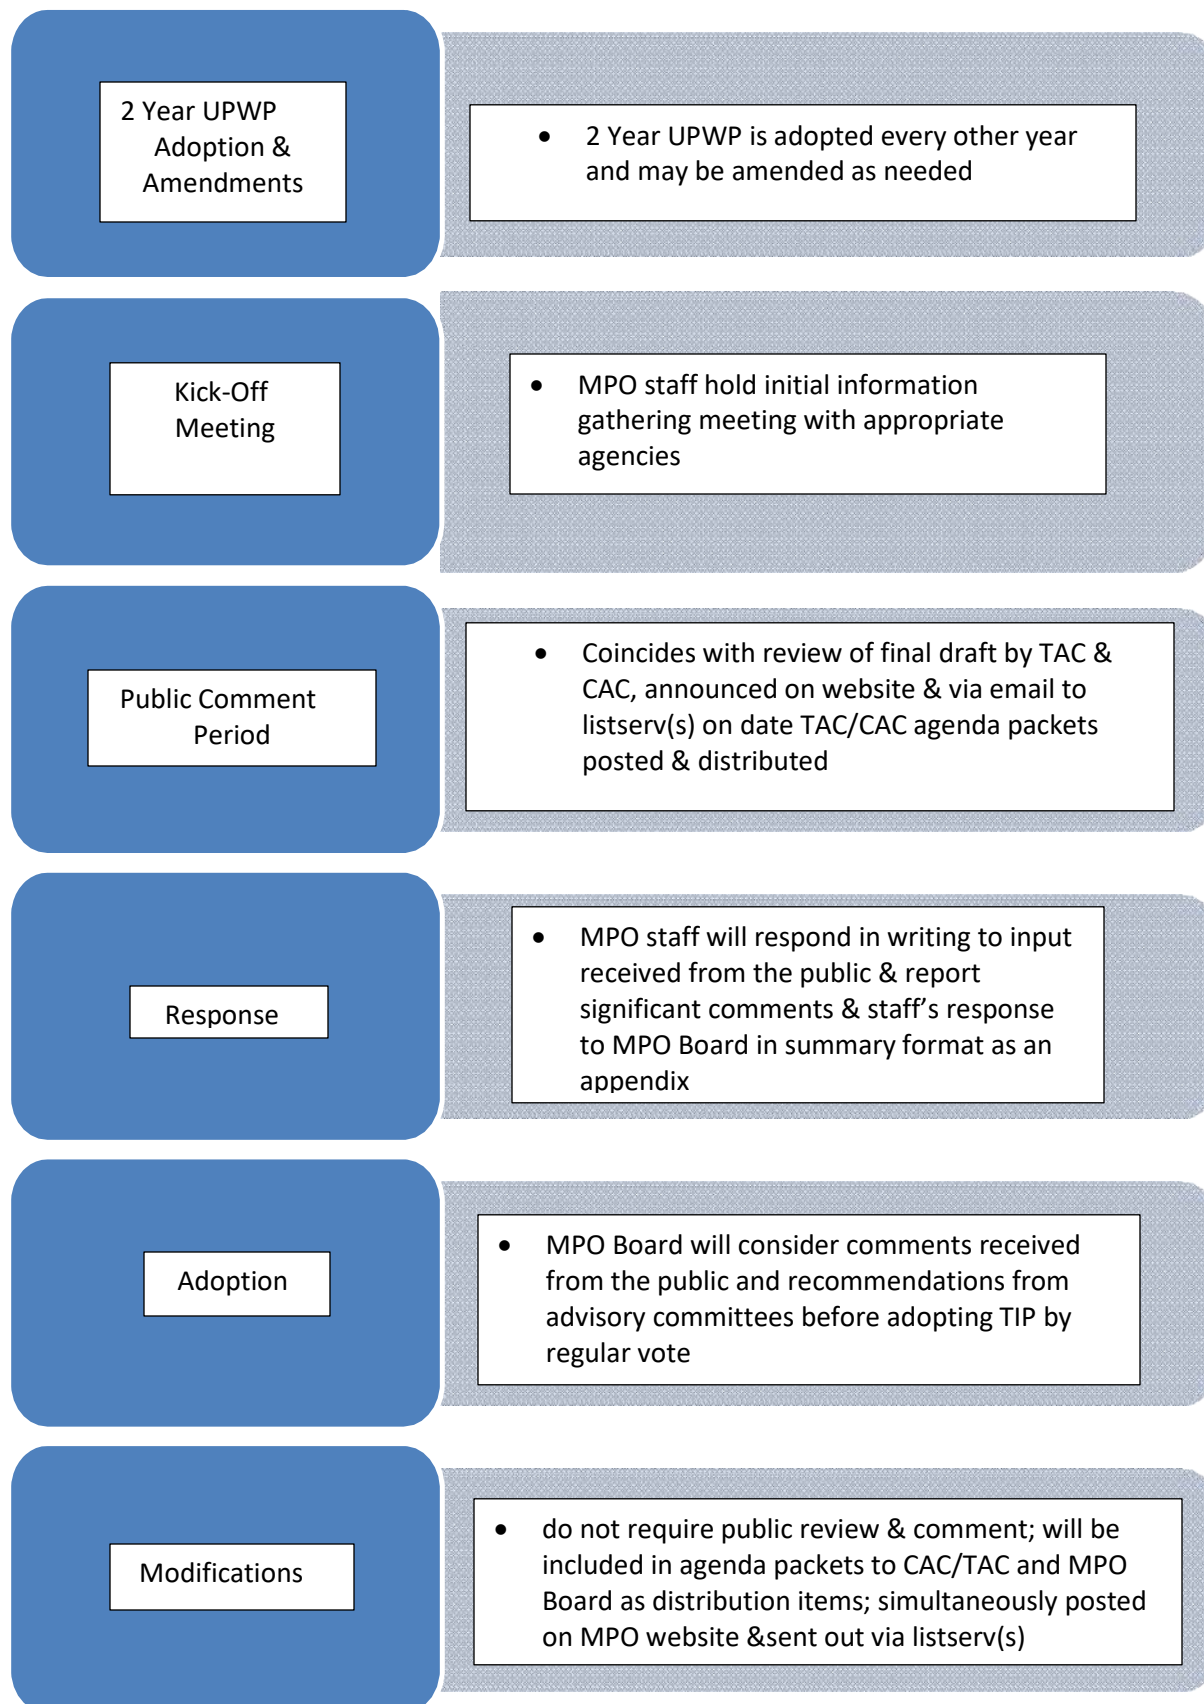 2 Year UPWP
Adoption &
Amendments
• 2 Year UPWP is adopted every other year
and may be amended as needed
Kick-Off
Meeting
• MPO staff hold initial information
gathering meeting with appropriate
agencies
Public Comment
Period
• Coincides with review of final draft by TAC &
CAC, announced on website & via email to
listserv(s) on date TAC/CAC agenda packets
posted & distributed
Response
• MPO staff will respond in writing to input
received from the public & report
significant comments & staff’s response
to MPO Board in summary format as an
appendix
Adoption
• MPO Board will consider comments received
from the public and recommendations from
advisory committees before adopting TIP by
regular vote
Modifications
• do not require public review & comment; will be
included in agenda packets to CAC/TAC and MPO
Board as distribution items; simultaneously posted
on MPO website &sent out via listserv(s)